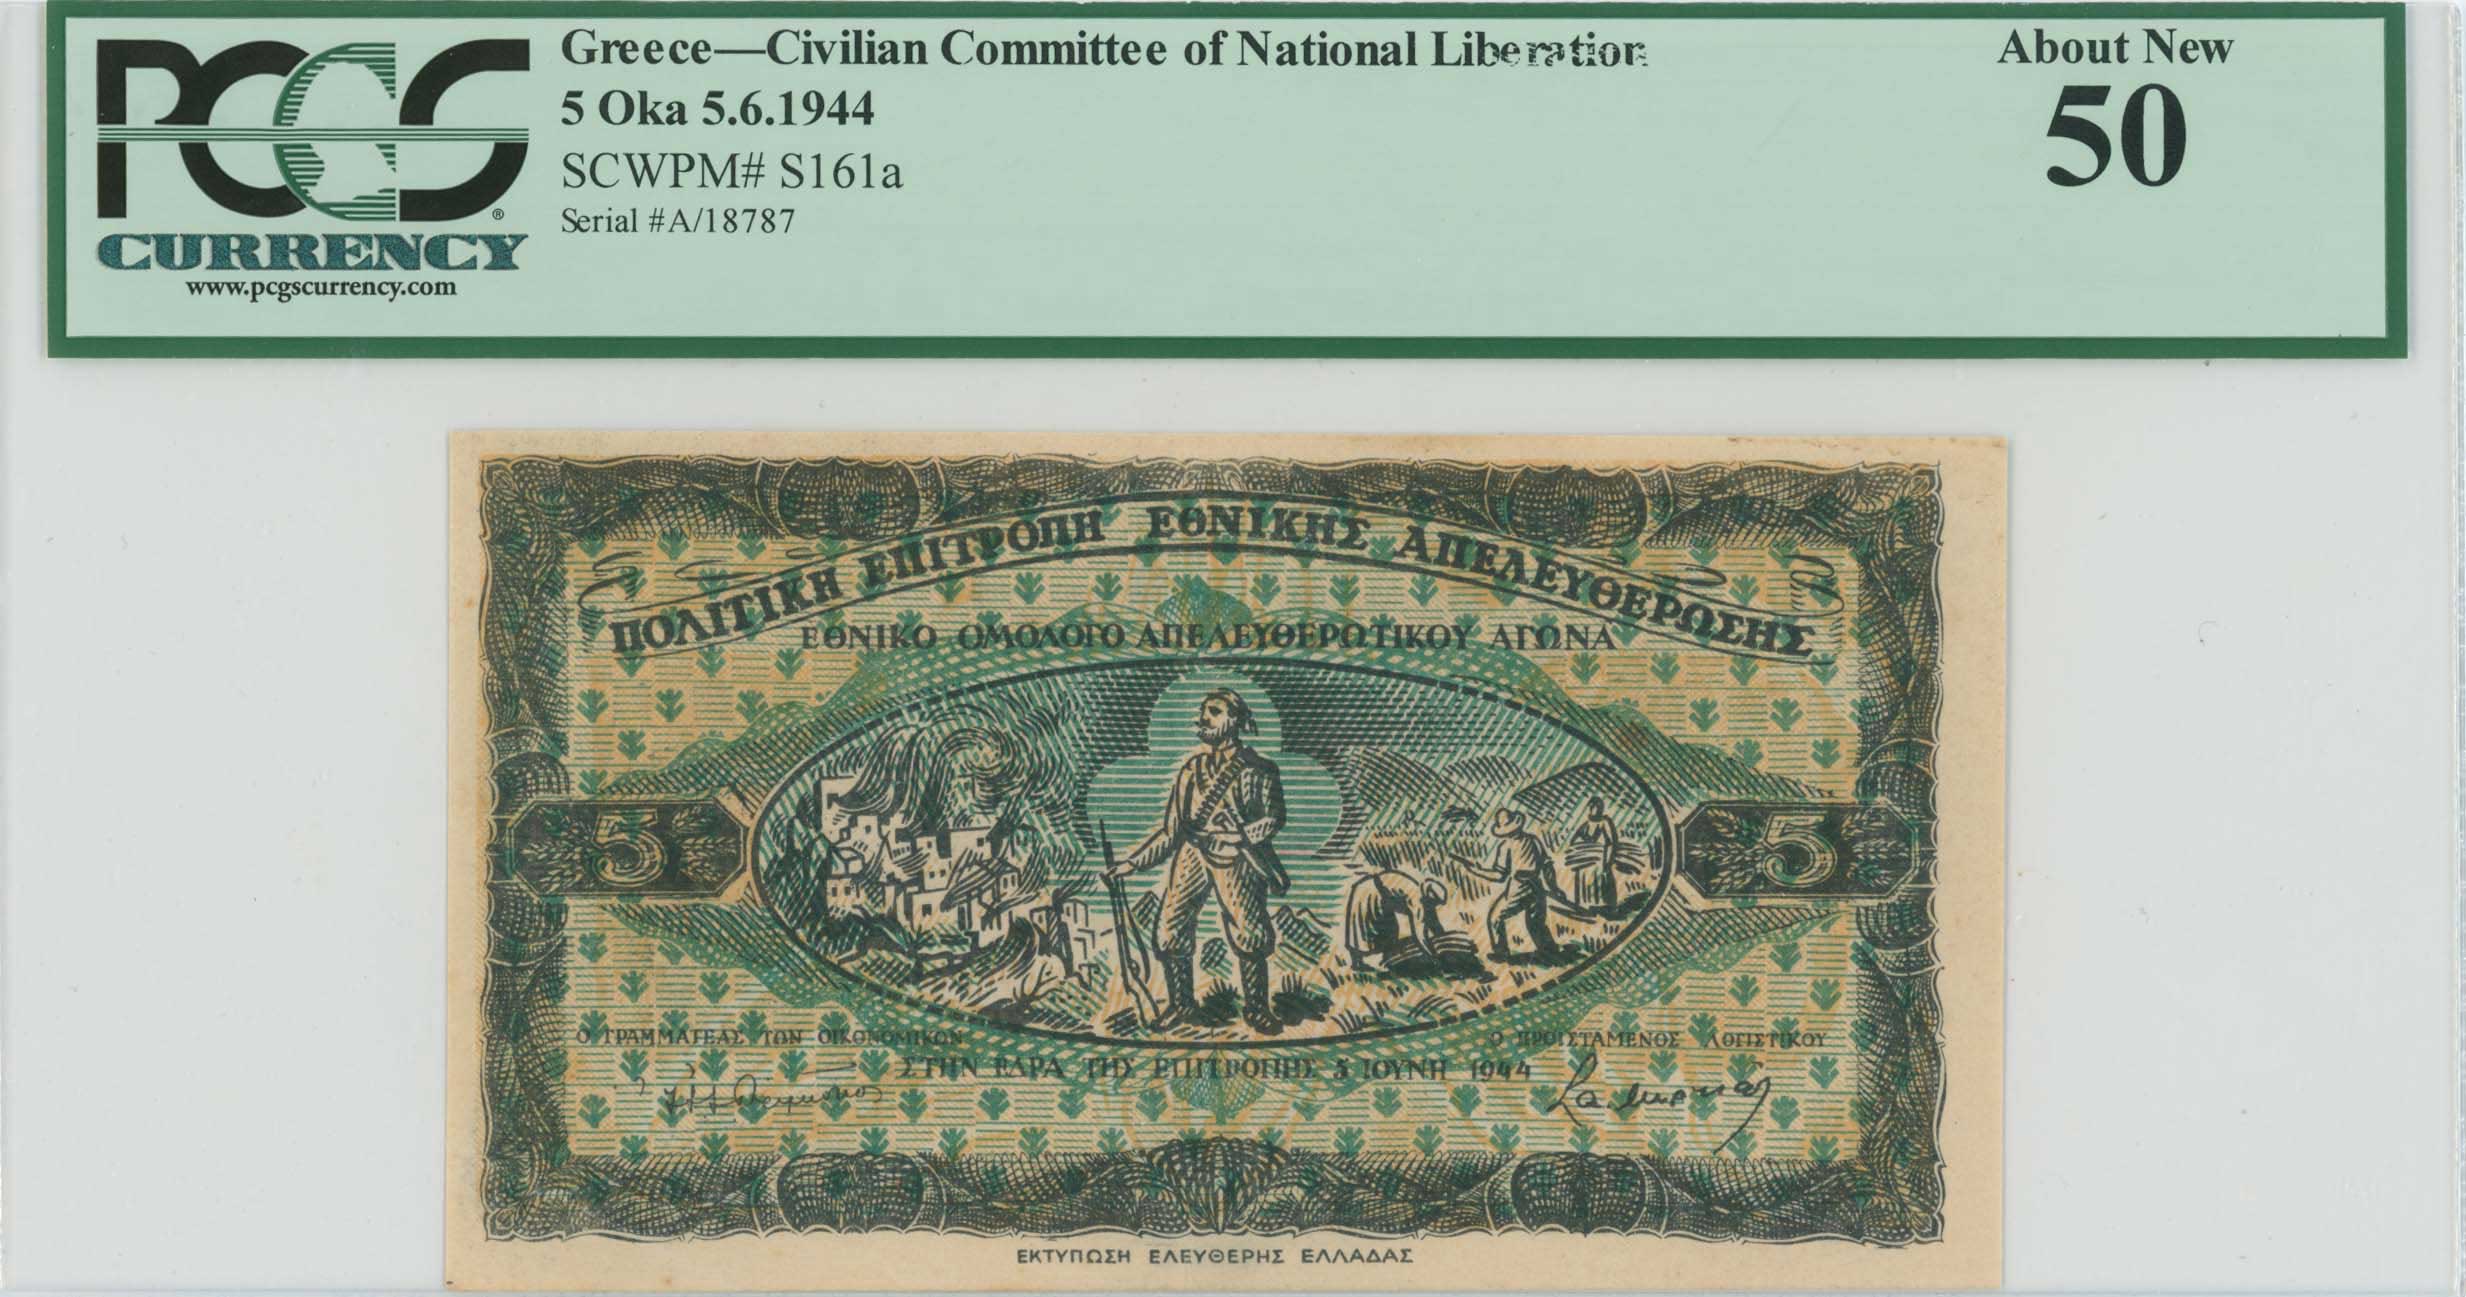 PCGS®
CURRENCY
www.pcgscurrency.com
Greece—Civilian Committee of National Liberation
5 Oka 5.6.1944
SCWPM# S161a
Serial #A/18787
About New
50
ΠΟΛΙΤΙΚΗ ΕΠΙΤΡΟΠΗ ΕΘΝΙΚΗΣ ΑΠΕΛΕΥΘΕΡΩΣΗΣ
ΕΘΝΙΚΟ ΟΜΟΛΟΓΟ ΑΠΕΛΕΥΘΕΡΩΤΙΚΟΥ ΑΓΩΝΑ
5
5
Ο ΓΡΑΜΜΑΤΕΑΣ ΤΩΝ ΟΙΚΟΝΟΜΙΚΩΝ
Ο ΠΡΟΙΣΤΑΜΕΝΟΣ ΛΟΓΙΣΤΙΚΟΥ
ΣΤΗΝ ΕΔΡΑ ΤΗΣ ΕΠΙΤΡΟΠΗΣ 5 ΙΟΥΝΗ 1944
ΕΚΤΥΠΩΣΗ ΕΛΕΥΘΕΡΗΣ ΕΛΛΑΔΑΣ